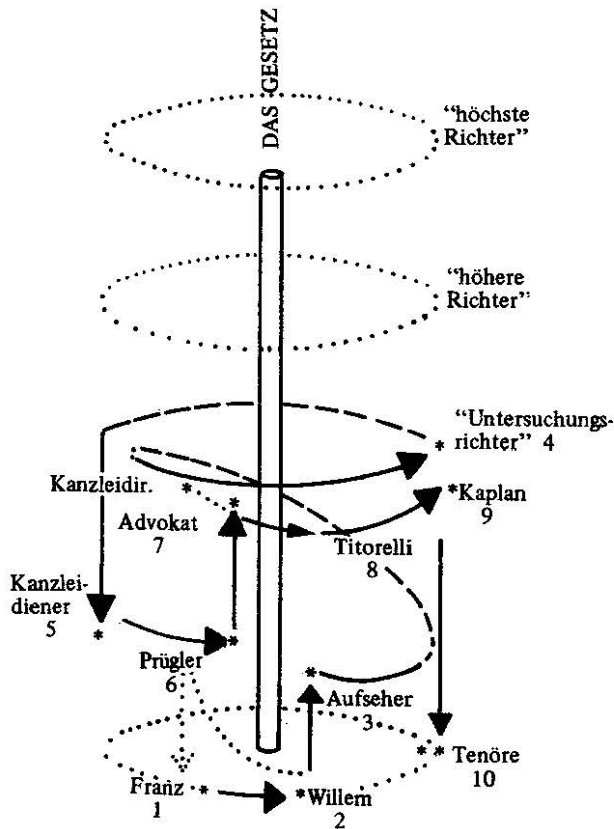 DAS GESETZ
"höchste
Richter"
"höhere
Richter"
"Untersuchungs-
richter" 4
Kanzleidir.
Kaplan
9
Advokat
7
Titorelli
8
Kanzlei-
diener
5
Prügler
6
Aufseher
3
Tenöre
10
Franz
1
Willem
2